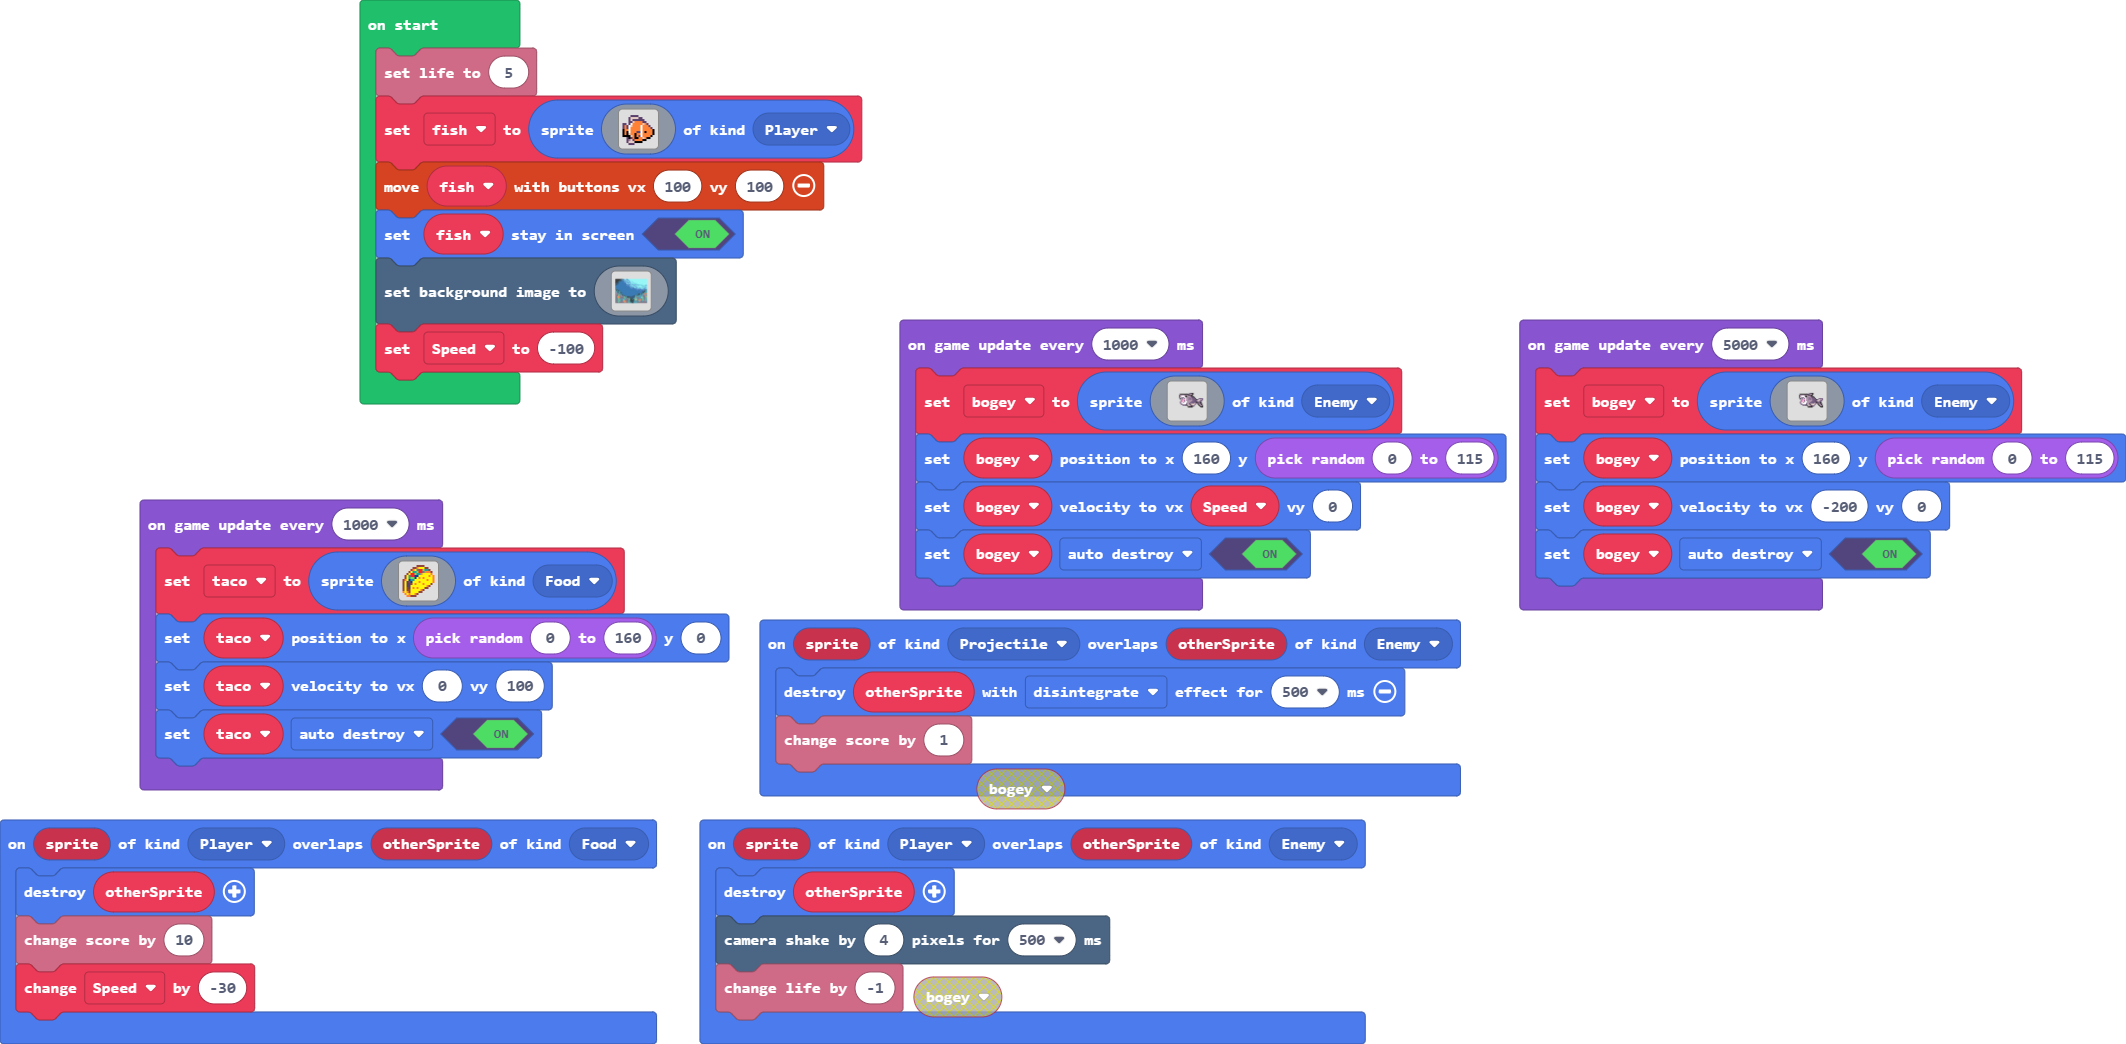 on start
set life to 5
set fish to sprite of kind Player
move fish with buttons vx 100 vy 100
set fish stay in screen ON
set background image to
set Speed to -100
on game update every 1000 ms
set bogey to sprite of kind Enemy
set bogey position to x 160 y pick random 0 to 115
set bogey velocity to vx Speed vy 0
set bogey auto destroy ON
on game update every 5000 ms
set bogey to sprite of kind Enemy
set bogey position to x 160 y pick random 0 to 115
set bogey velocity to vx -200 vy 0
set bogey auto destroy ON
on game update every 1000 ms
set taco to sprite of kind Food
set taco position to x pick random 0 to 160 y 0
set taco velocity to vx 0 vy 100
set taco auto destroy ON
on sprite of kind Projectile overlaps otherSprite of kind Enemy
destroy otherSprite with disintegrate effect for 500 ms
change score by 1
bogey
on sprite of kind Player overlaps otherSprite of kind Food
destroy otherSprite
change score by 10
change Speed by -30
on sprite of kind Player overlaps otherSprite of kind Enemy
destroy otherSprite
camera shake by 4 pixels for 500 ms
change life by -1
bogey